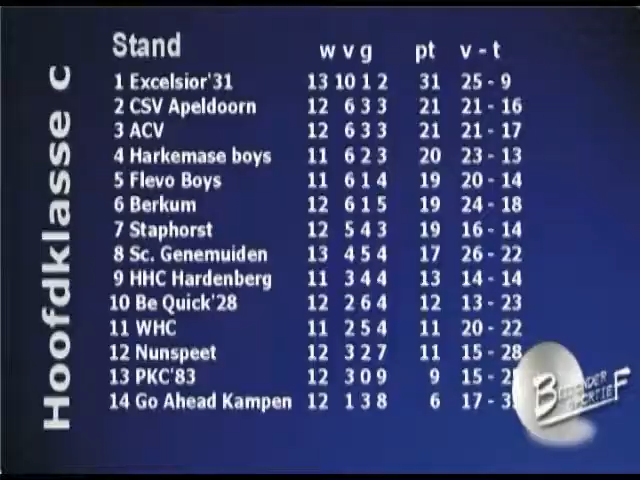 Hoofdklasse c
Stand w v g pt v - t
1 Excelsior'31 13 10 1 2 31 25 - 9
2 CSV Apeldoorn 12 6 3 3 21 21 - 16
3 ACV 12 6 3 3 21 21 - 17
4 Harkemase boys 11 6 2 3 20 23 - 13
5 Flevo Boys 11 6 1 4 19 20 - 14
6 Berkum 12 6 1 5 19 24 - 18
7 Staphorst 12 5 4 3 19 16 - 14
8 Sc. Genemuiden 13 4 5 4 17 26 - 22
9 HHC Hardenberg 11 3 4 4 13 14 - 14
10 Be Quick'28 12 2 6 4 12 13 - 23
11 WHC 11 2 5 4 11 20 - 22
12 Nunspeet 12 3 2 7 11 15 - 28
13 PKC'83 12 3 0 9 9 15 -
14 Go Ahead Kampen 12 1 3 8 6 17 -